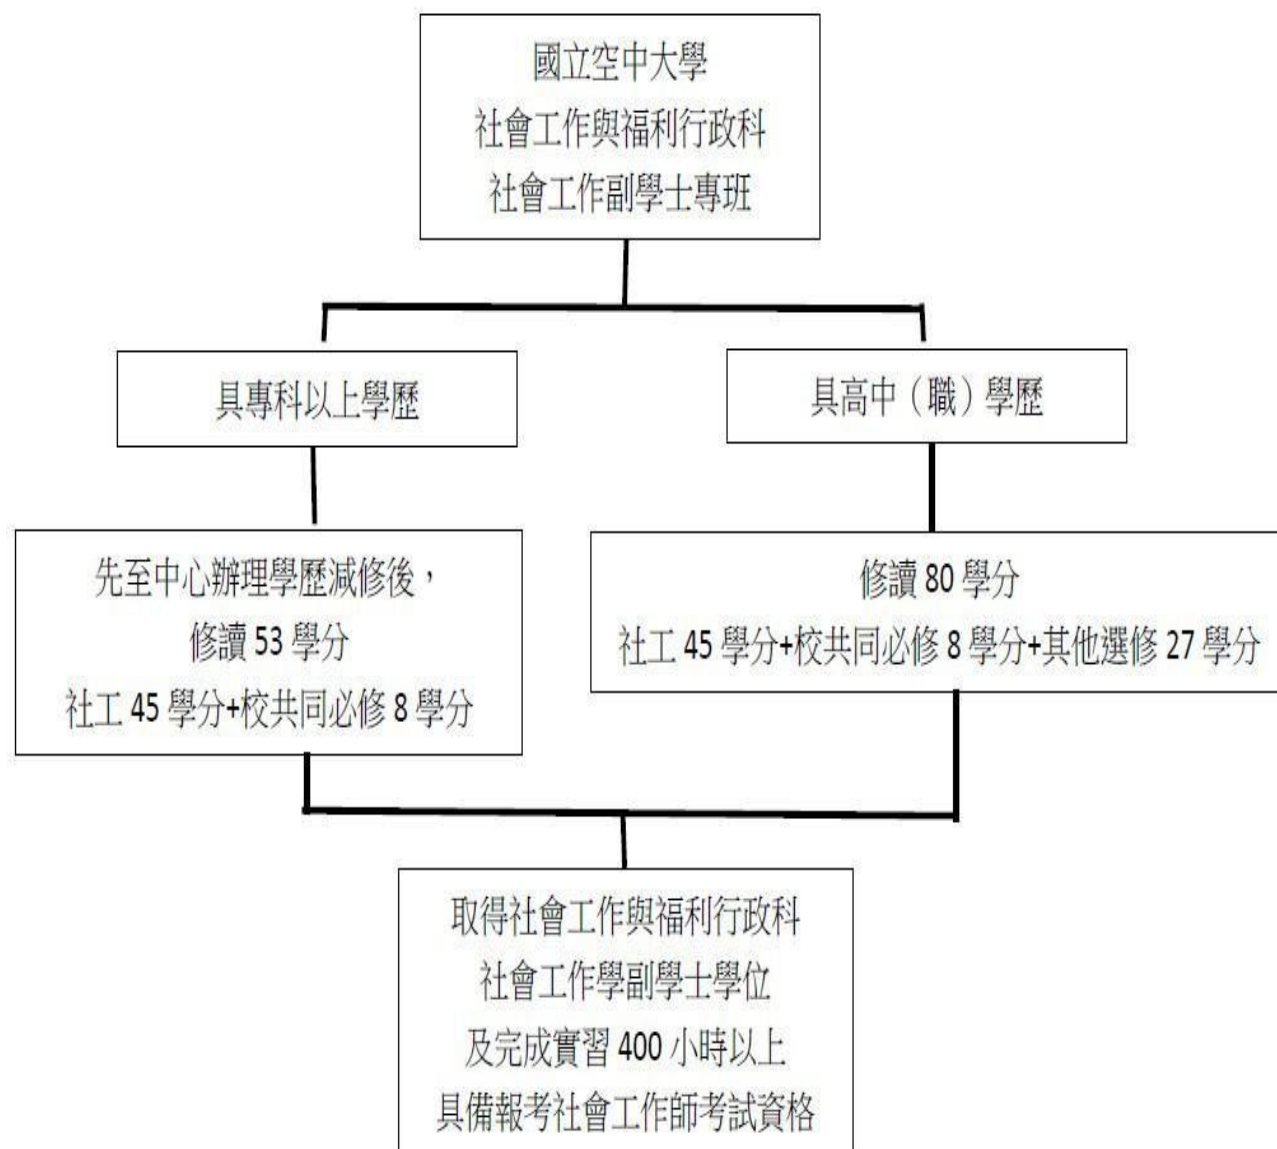 國立空中大學
社會工作與福利行政科
社會工作副學士專班
具專科以上學歷
具高中（職）學歷
先至中心辦理學歷減修後，
修讀 53 學分
社工 45 學分+校共同必修 8 學分
修讀 80 學分
社工 45 學分+校共同必修 8 學分+其他選修 27 學分
取得社會工作與福利行政科
社會工作學副學士學位
及完成實習 400 小時以上
具備報考社會工作師考試資格